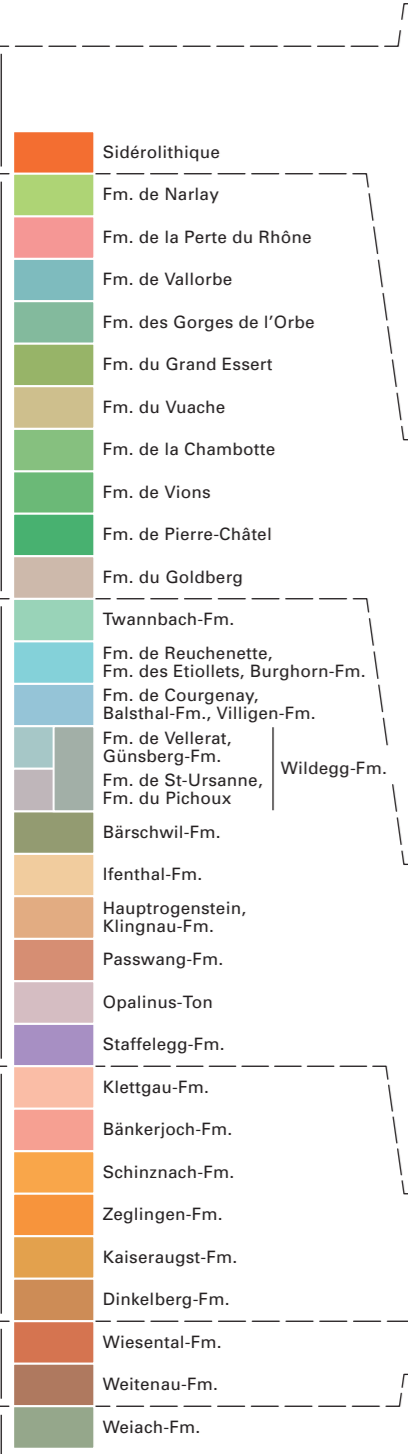 Sidérolithique
Fm. de Narlay
Fm. de la Perte du Rhône
Fm. de Vallorbe
Fm. des Gorges de l’Orbe
Fm. du Grand Essert
Fm. du Vuache
Fm. de la Chambotte
Fm. de Vions
Fm. de Pierre-Châtel
Fm. du Goldberg
Twannbach-Fm.
Fm. de Reuchenette,
Fm. des Etiollets, Burghorn-Fm.
Fm. de Courgenay,
Balsthal-Fm., Villigen-Fm.
Fm. de Vellerat,
Günsberg-Fm.
Fm. de St-Ursanne,
Fm. du Pichoux
Wildegg-Fm.
Bärschwil-Fm.
Ifenthal-Fm.
Hauptrogenstein,
Klingnau-Fm.
Passwang-Fm.
Opalinus-Ton
Staffelegg-Fm.
Klettgau-Fm.
Bänkerjoch-Fm.
Schinznach-Fm.
Zeglingen-Fm.
Kaiseraugst-Fm.
Dinkelberg-Fm.
Wiesental-Fm.
Weitenau-Fm.
Weiach-Fm.